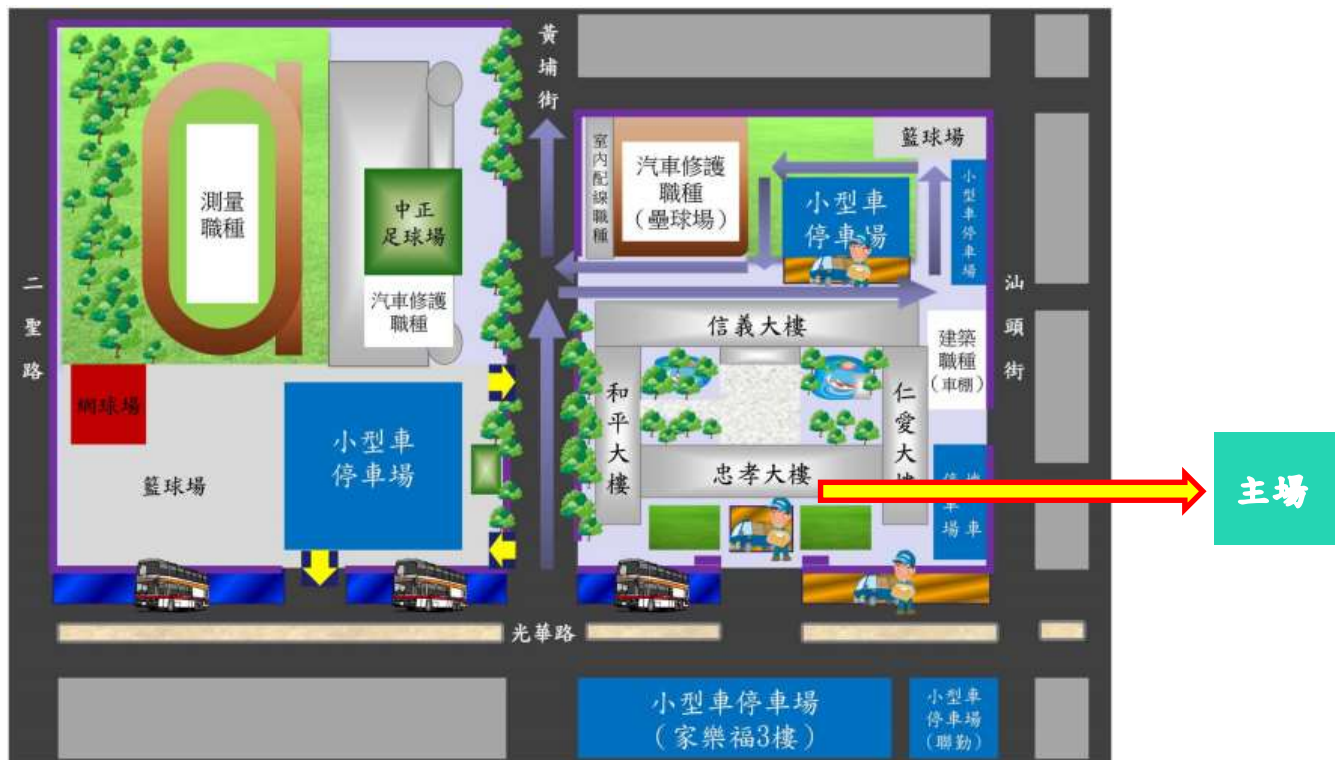 黃埔街
二聖路
測量
職種
中正
足球場
汽車修護
職種
網球場
籃球場
小型車
停車場
室內配線職種
汽車修護
職種
(壘球場)
籃球場
小型車
停車場
小型車停車場
汕頭街
信義大樓
和平大樓
仁愛大樓
建築
職種
(車棚)
忠孝大樓
主場
停車場
光華路
小型車停車場
(家樂福3樓)
小型車
停車場
(聯勤)